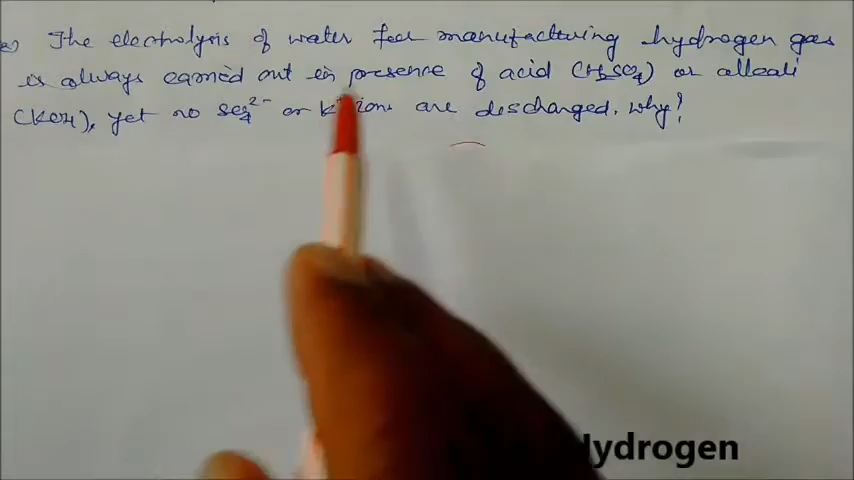 The electrolysis of water for manufacturing hydrogen gas
is always carried out in presence of acid (H2SO4) or alkali
(KOH), yet no SO4^2- or K ions are discharged. why?
Hydrogen